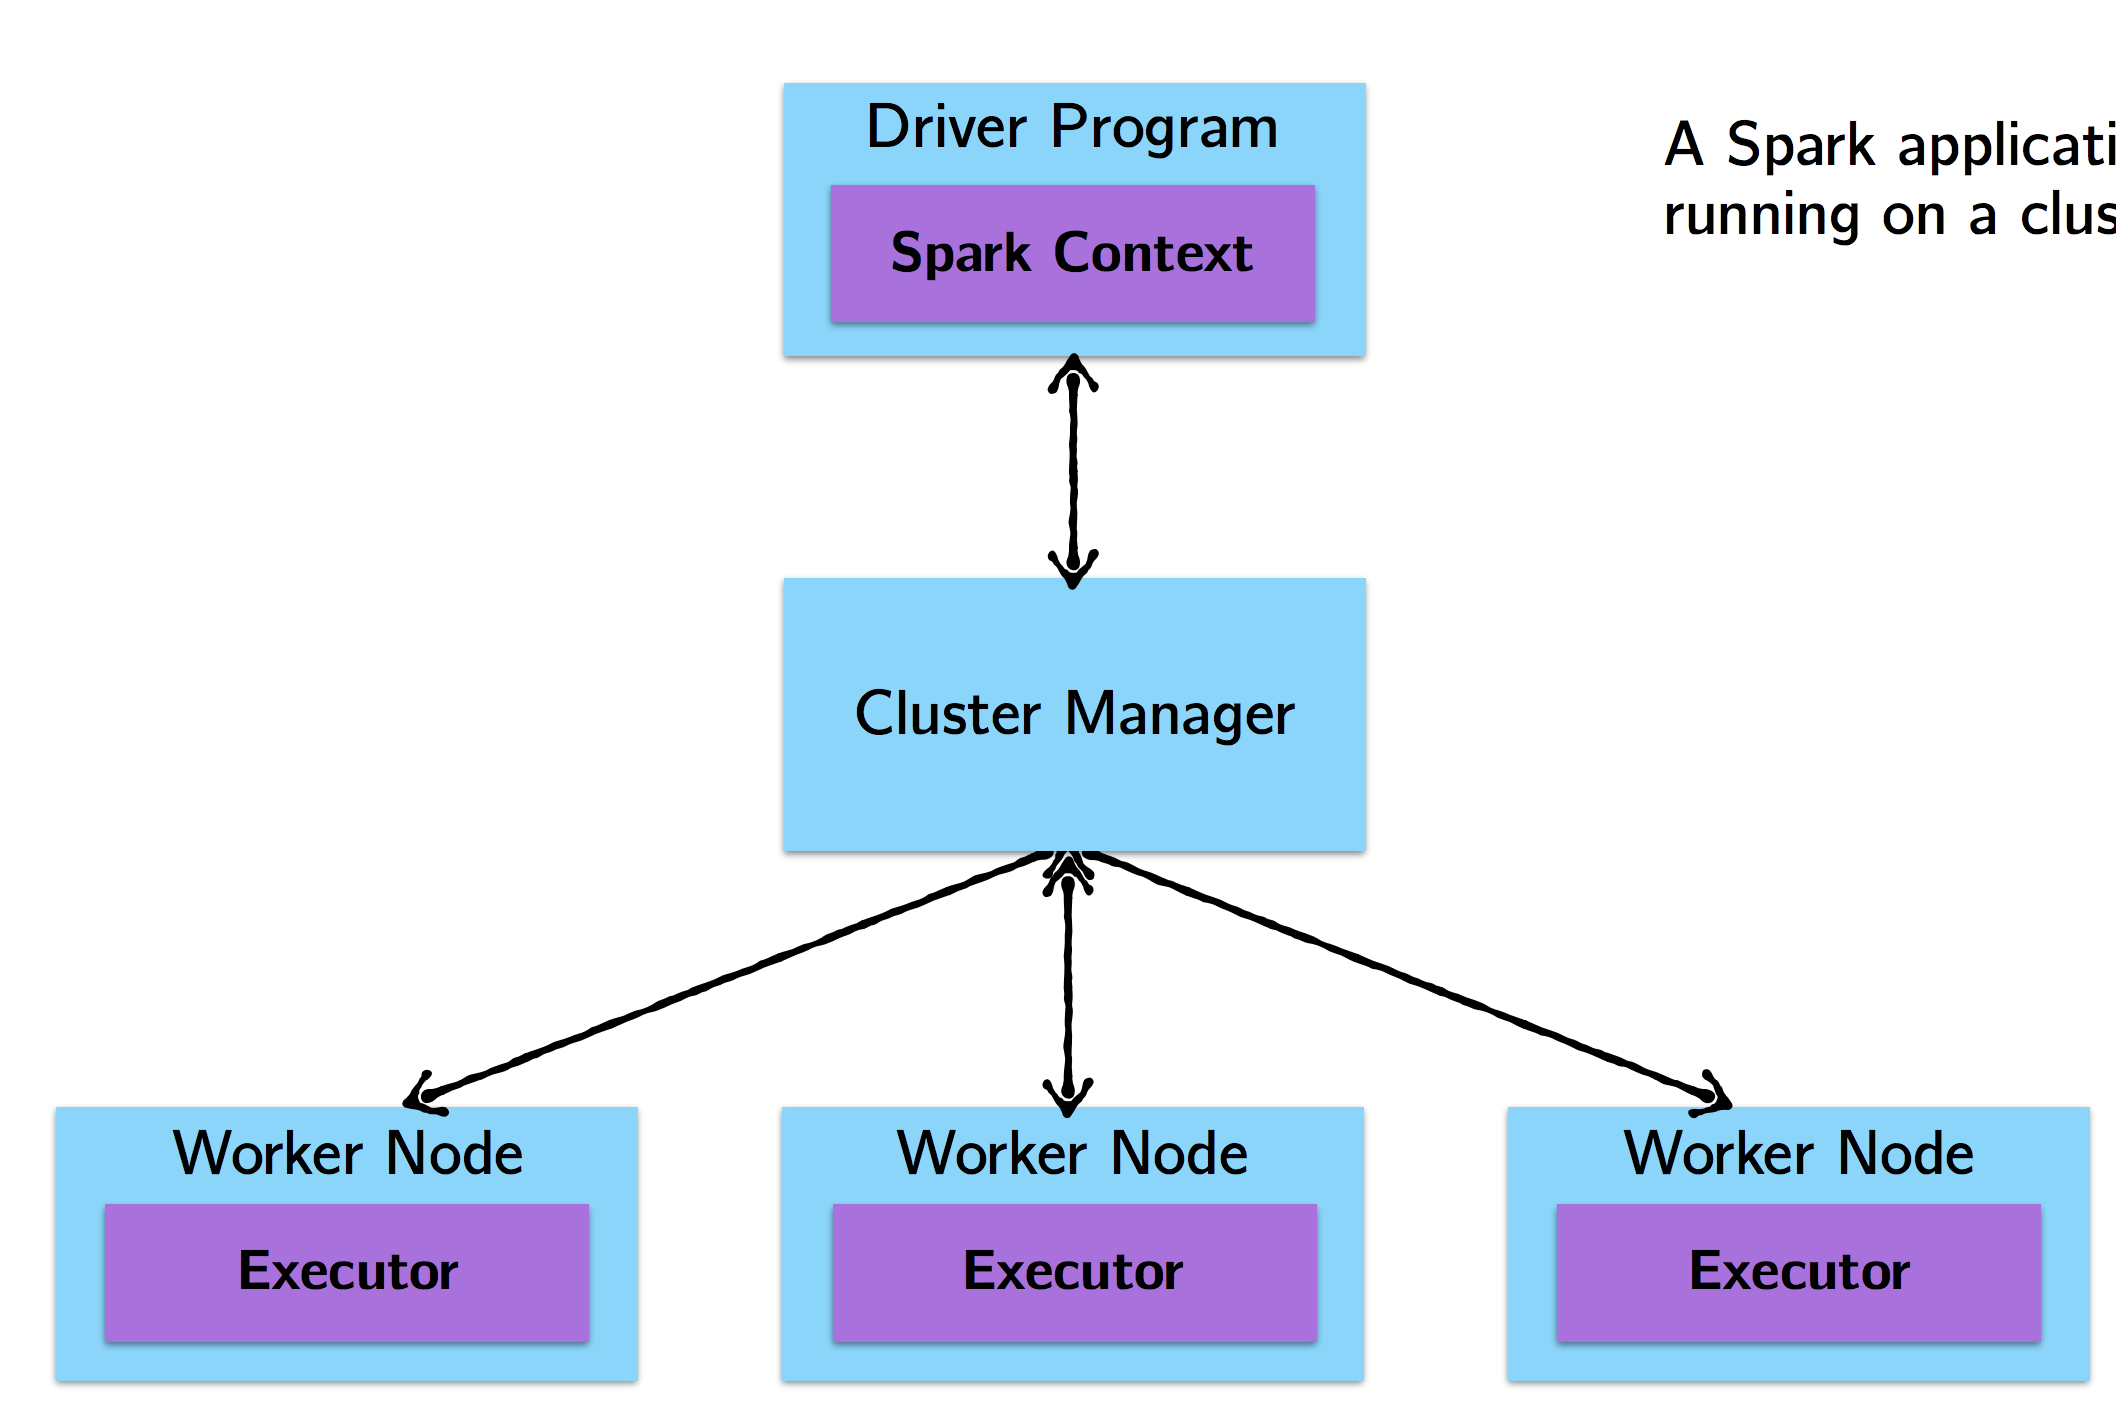 Driver Program
Spark Context
A Spark applicati
running on a clus
Cluster Manager
Worker Node
Executor
Worker Node
Executor
Worker Node
Executor